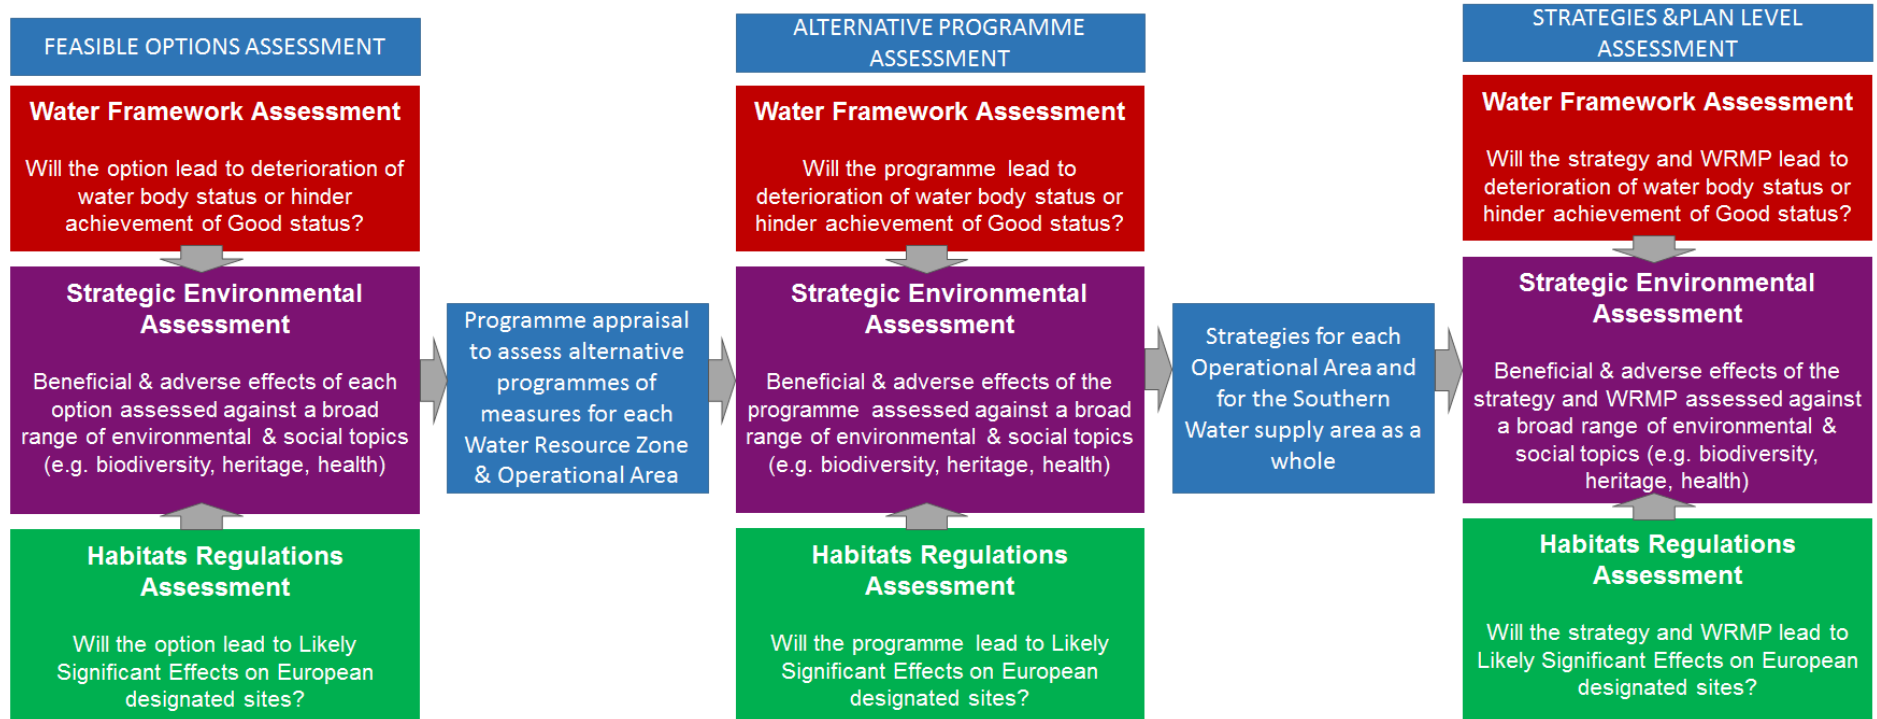 FEASIBLE OPTIONS ASSESSMENT
Water Framework Assessment
Will the option lead to deterioration of
water body status or hinder
achievement of Good status?
Strategic Environmental
Assessment
Beneficial & adverse effects of each
option assessed against a broad
range of environmental & social topics
(e.g. biodiversity, heritage, health)
Habitats Regulations
Assessment
Will the option lead to Likely
Significant Effects on European
designated sites?
Programme appraisal
to assess alternative
programmes of
measures for each
Water Resource Zone
& Operational Area
ALTERNATIVE PROGRAMME
ASSESSMENT
Water Framework Assessment
Will the programme lead to
deterioration of water body status or
hinder achievement of Good status?
Strategic Environmental
Assessment
Beneficial & adverse effects of the
programme assessed against a broad
range of environmental & social topics
(e.g. biodiversity, heritage, health)
Habitats Regulations
Assessment
Will the programme lead to Likely
Significant Effects on European
designated sites?
Strategies for each
Operational Area and
for the Southern
Water supply area as a
whole
STRATEGIES &PLAN LEVEL
ASSESSMENT
Water Framework Assessment
Will the strategy and WRMP lead to
deterioration of water body status or
hinder achievement of Good status?
Strategic Environmental
Assessment
Beneficial & adverse effects of the
strategy and WRMP assessed against
a broad range of environmental &
social topics (e.g. biodiversity,
heritage, health)
Habitats Regulations
Assessment
Will the strategy and WRMP lead to
Likely Significant Effects on European
designated sites?